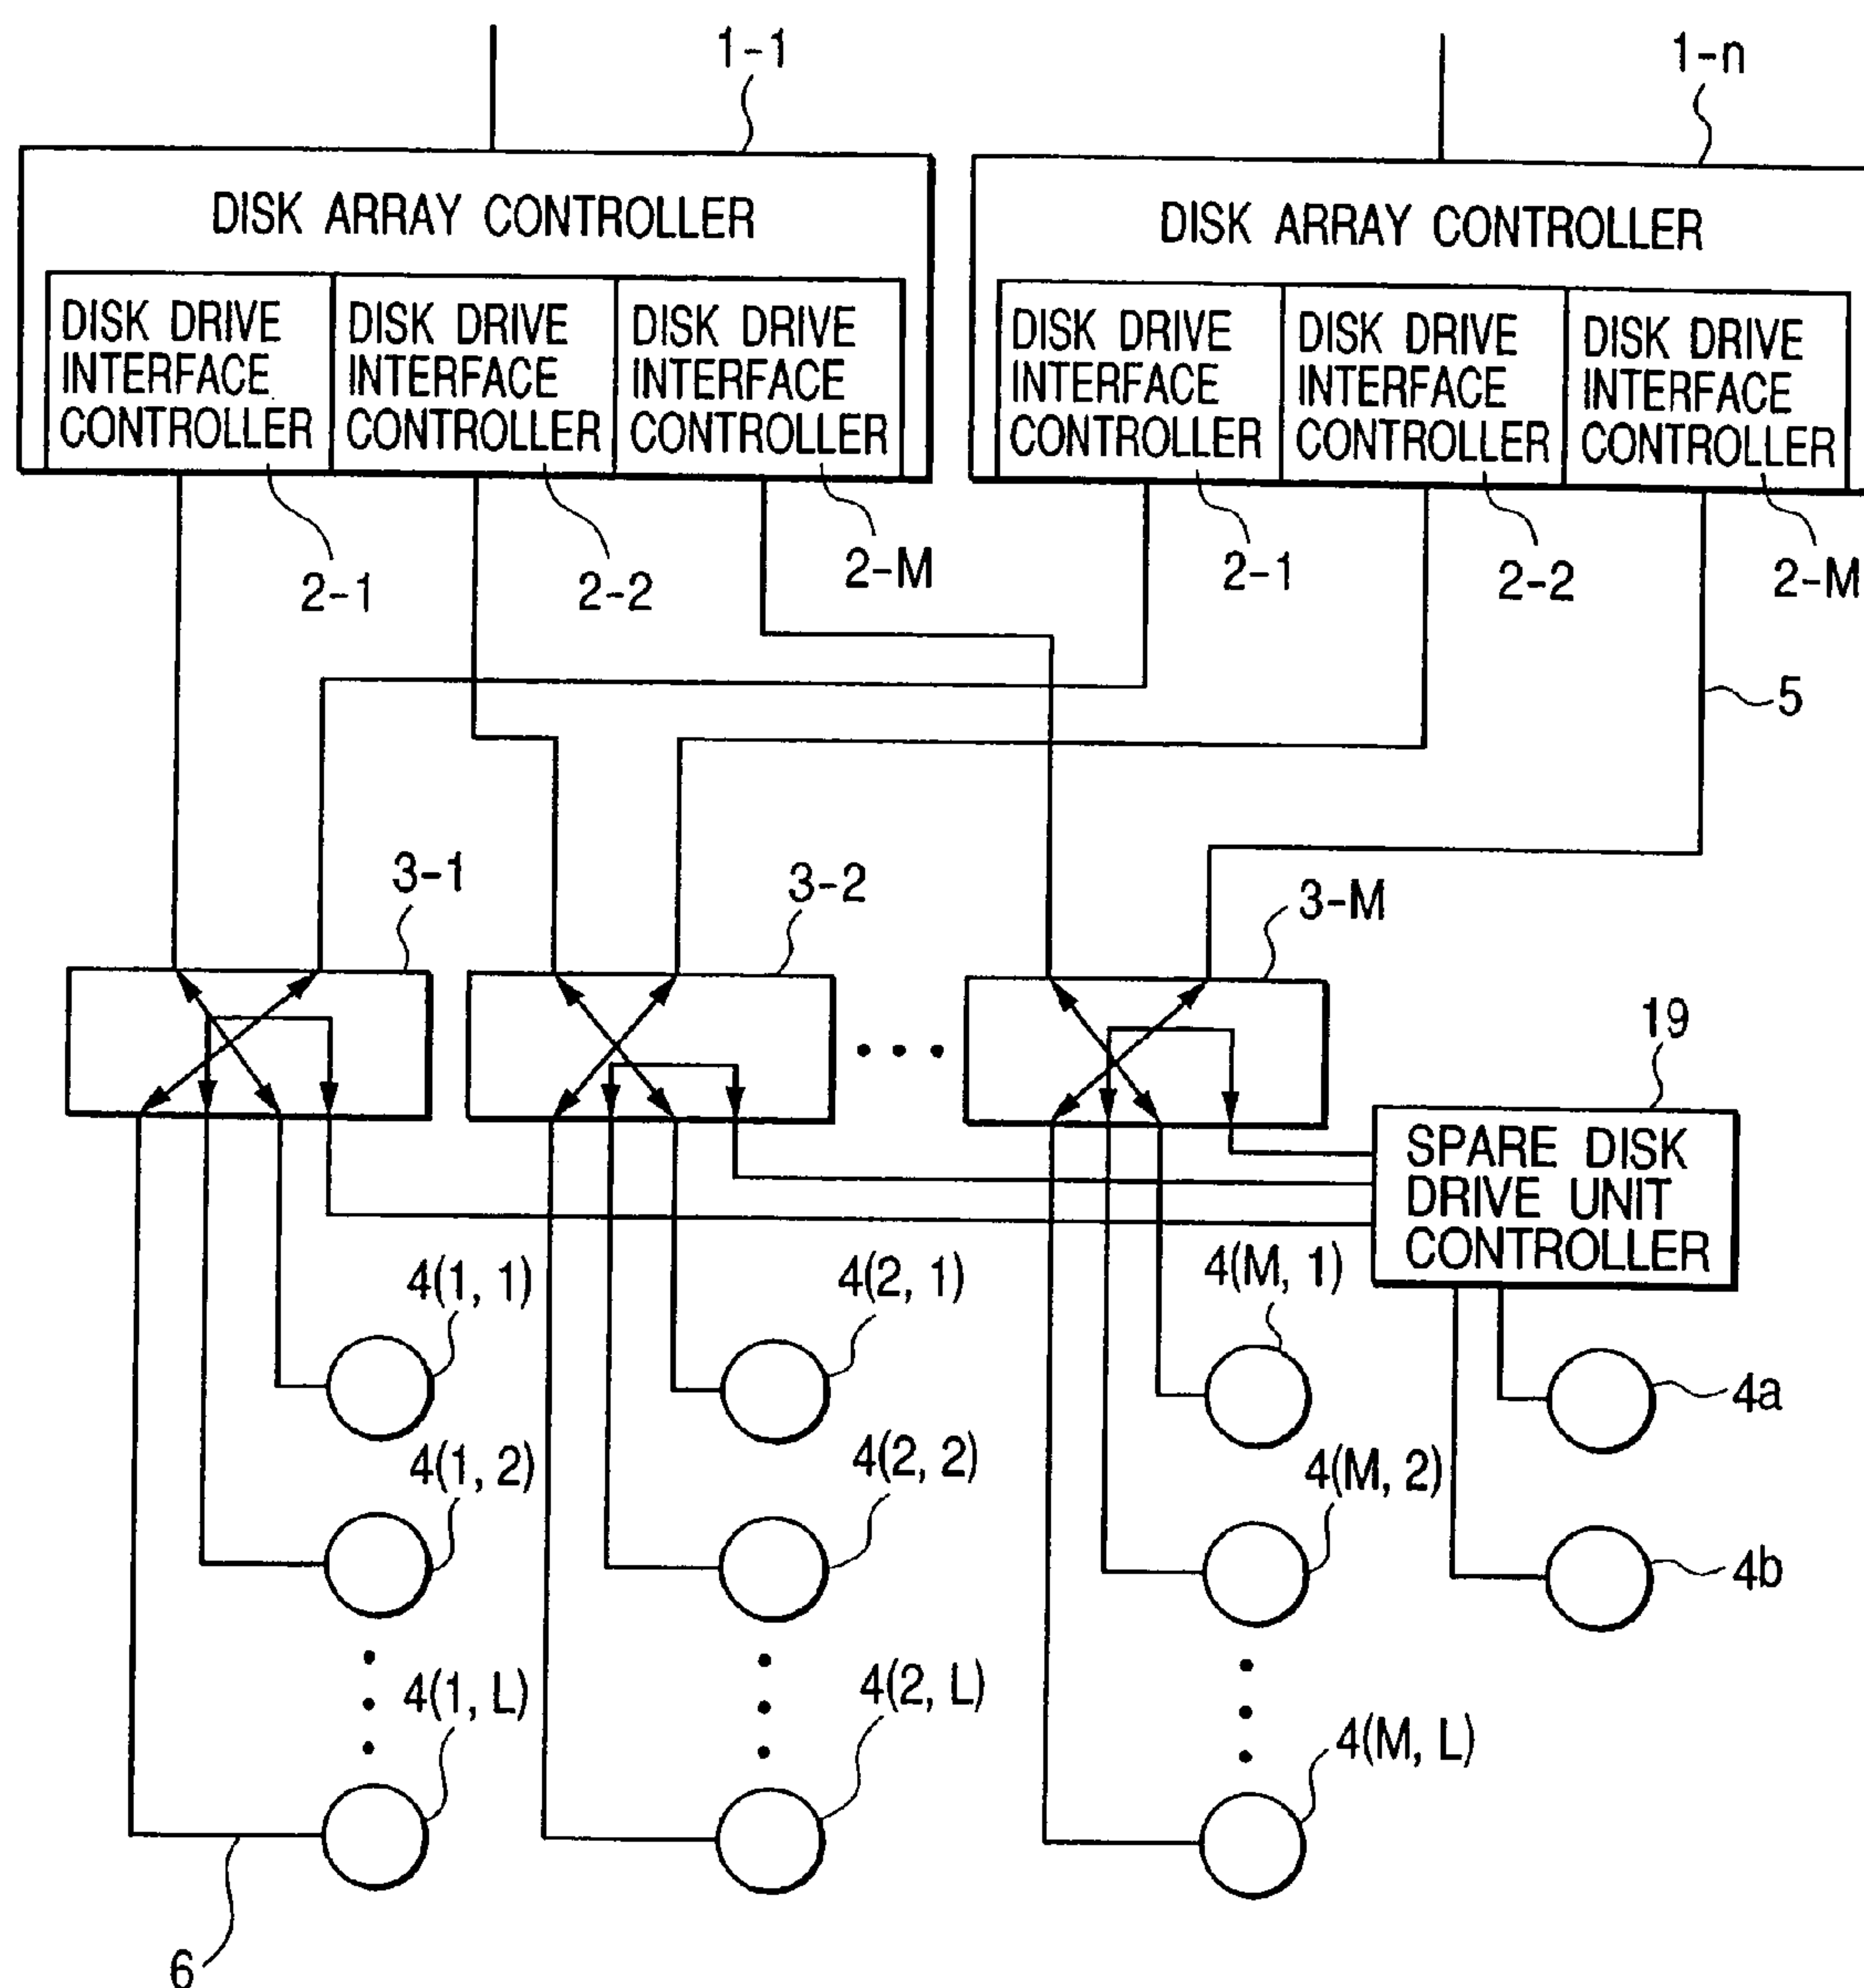 1-1
1-n
DISK ARRAY CONTROLLER
DISK ARRAY CONTROLLER
DISK DRIVE
INTERFACE
CONTROLLER
DISK DRIVE
INTERFACE
CONTROLLER
DISK DRIVE
INTERFACE
CONTROLLER
DISK DRIVE
INTERFACE
CONTROLLER
DISK DRIVE
INTERFACE
CONTROLLER
DISK DRIVE
INTERFACE
CONTROLLER
2-1
2-2
2-M
2-1
2-2
2-M
5
3-1
3-2
3-M
19
SPARE DISK
DRIVE UNIT
CONTROLLER
4(1, 1)
4(2, 1)
4(M, 1)
4a
4(1, 2)
4(2, 2)
4(M, 2)
4b
4(1, L)
4(2, L)
4(M, L)
6